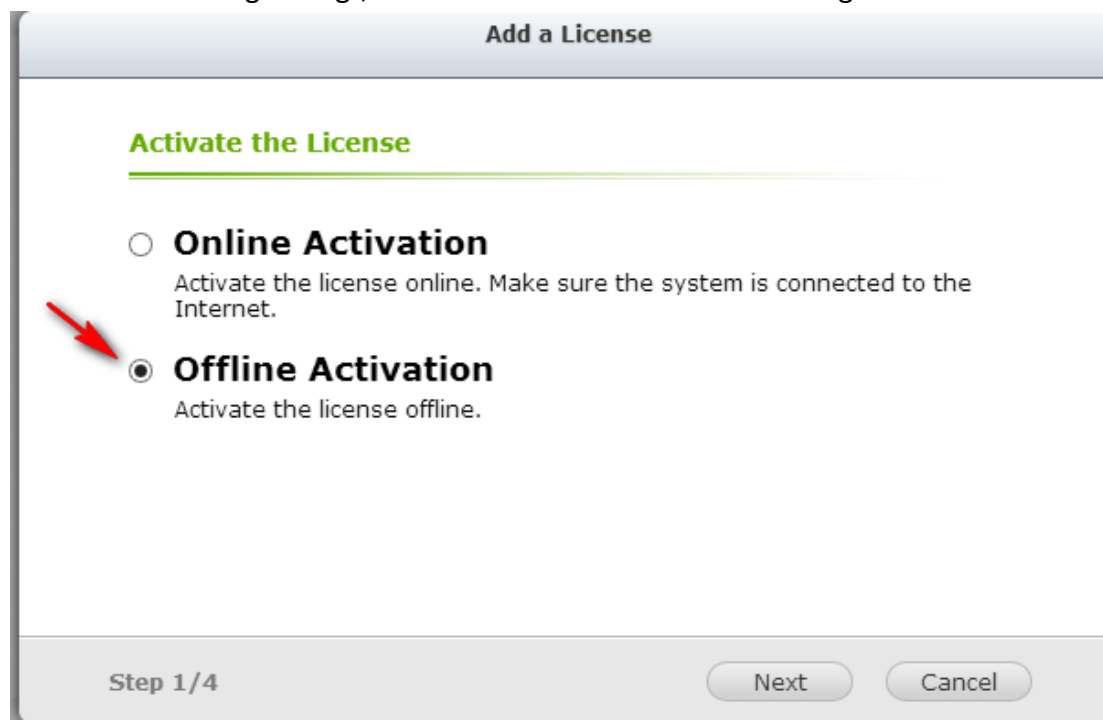 Add a License
Activate the License
Online Activation
Activate the license online. Make sure the system is connected to the
Internet.
Offline Activation
Activate the license offline.
Step 1/4
Next
Cancel